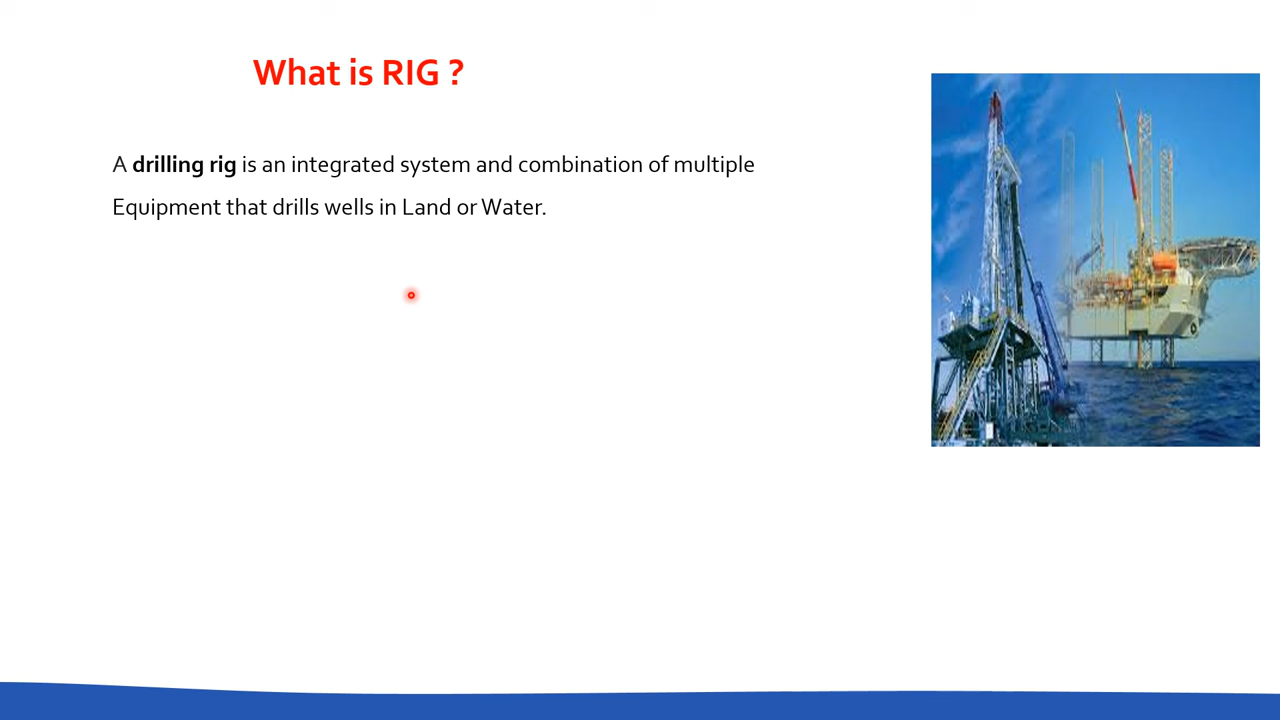 What is RIG ?
A drilling rig is an integrated system and combination of multiple
Equipment that drills wells in Land or Water.